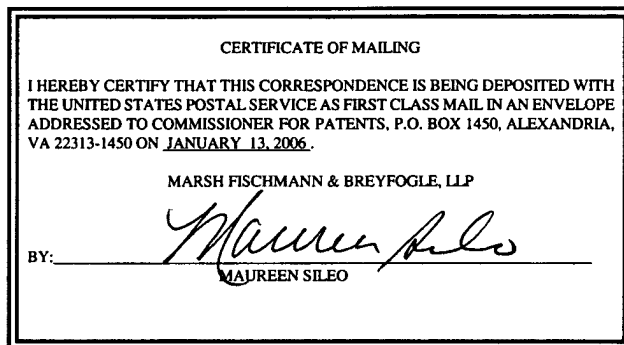 CERTIFICATE OF MAILING
I HEREBY CERTIFY THAT THIS CORRESPONDENCE IS BEING DEPOSITED WITH
THE UNITED STATES POSTAL SERVICE AS FIRST CLASS MAIL IN AN ENVELOPE
ADDRESSED TO COMMISSIONER FOR PATENTS, P.O. BOX 1450, ALEXANDRIA,
VA 22313-1450 ON JANUARY 13, 2006.
MARSH FISCHMANN & BREYFOGLE, LLP
BY: Maureen Sileo
MAUREEN SILEO